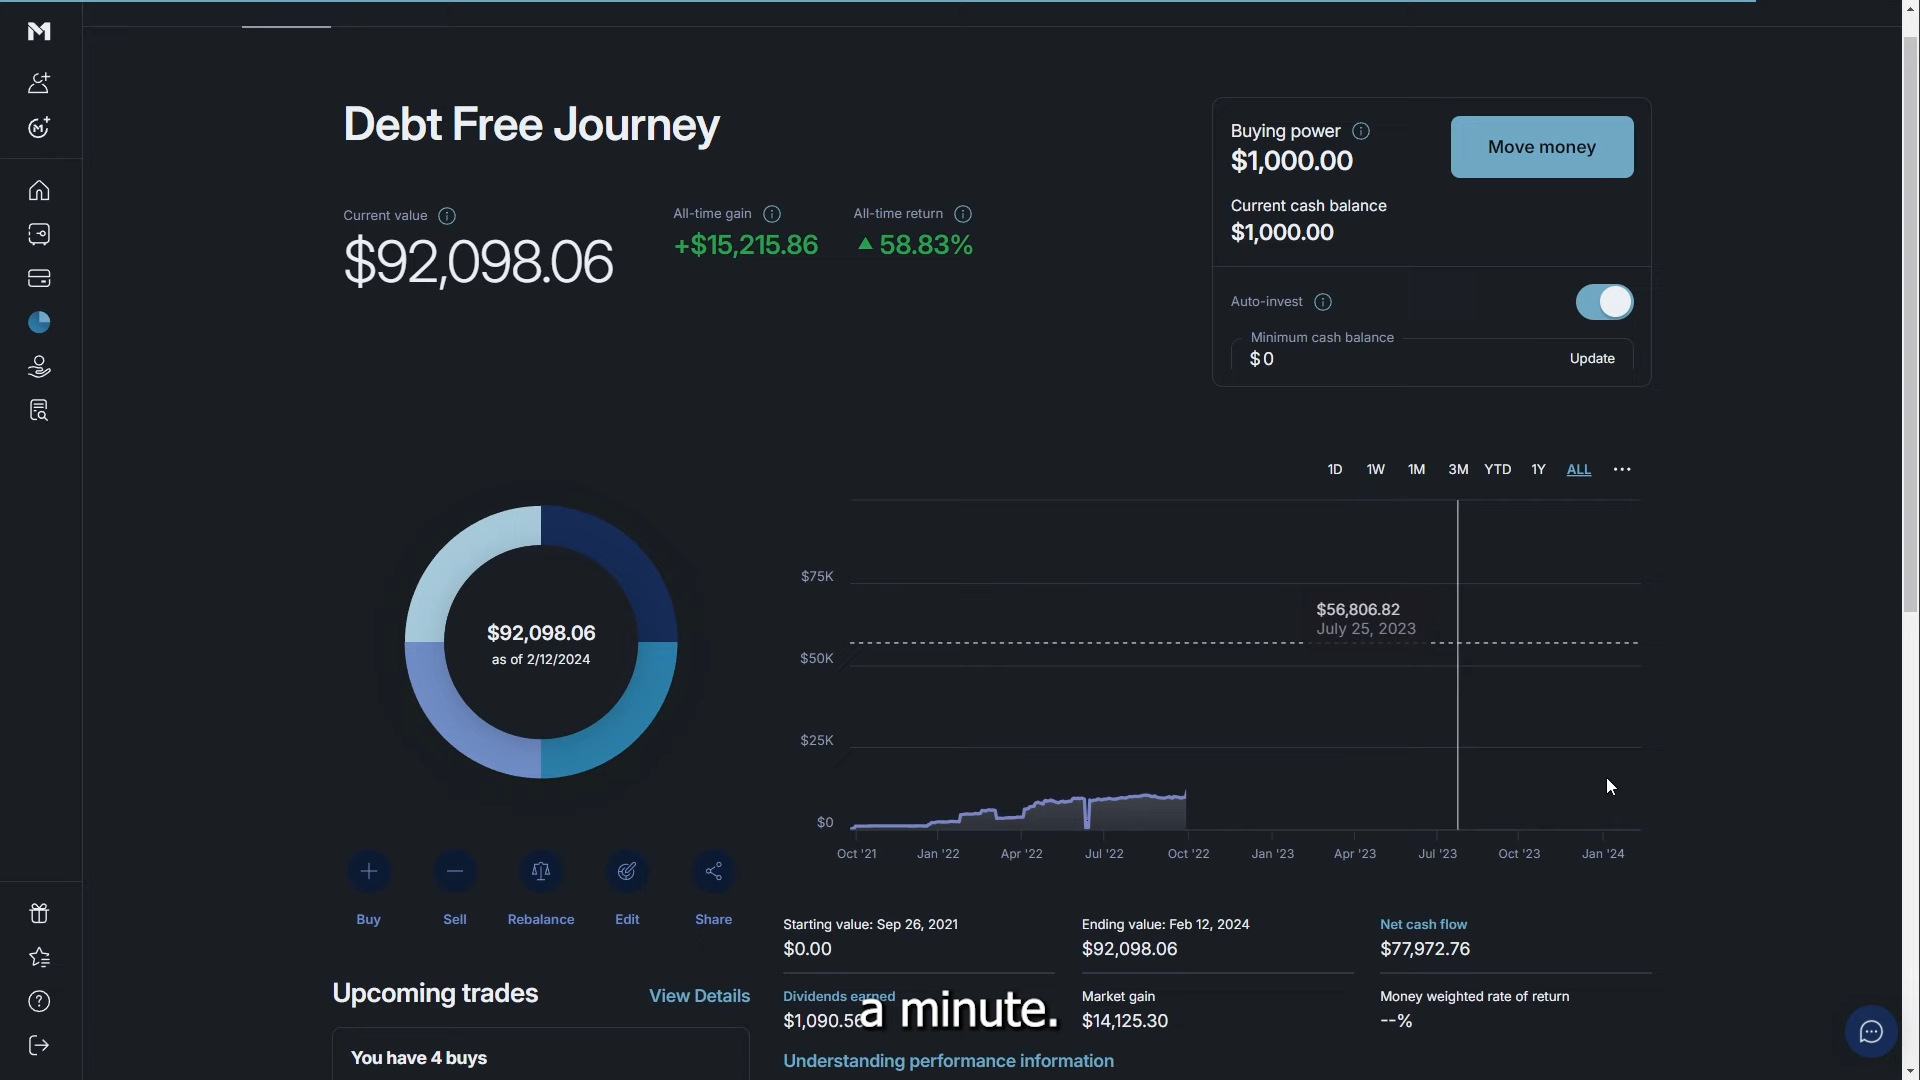 Debt Free Journey
Current value
$92,098.06
All-time gain
+$15,215.86
All-time return
58.83%
Buying power
$1,000.00
Move money
Current cash balance
$1,000.00
Auto-invest
Minimum cash balance
$0
Update
1D 1W 1M 3M YTD 1Y ALL
$92,098.06
as of 2/12/2024
$75K
$50K
$25K
$0
$56,806.82
July 25, 2023
Oct '21 Jan '22 Apr '22 Jul '22 Oct '22 Jan '23 Apr '23 Jul '23 Oct '23 Jan '24
Buy Sell Rebalance Edit Share
Upcoming trades
View Details
You have 4 buys
Starting value: Sep 26, 2021
$0.00
Ending value: Feb 12, 2024
$92,098.06
Net cash flow
$77,972.76
Dividends earned
$1,090.56
Market gain
$14,125.30
Money weighted rate of return
--%
a minute.
Understanding performance information